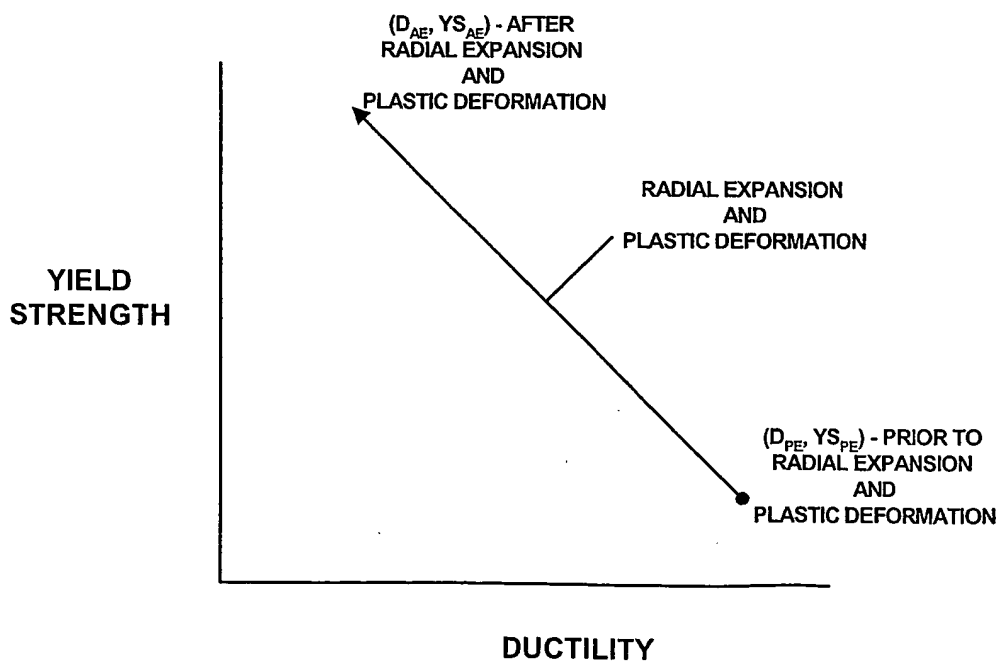 (D_AE, YS_AE) - AFTER
RADIAL EXPANSION
AND
PLASTIC DEFORMATION
RADIAL EXPANSION
AND
PLASTIC DEFORMATION
YIELD
STRENGTH
(D_PE, YS_PE) - PRIOR TO
RADIAL EXPANSION
AND
PLASTIC DEFORMATION
DUCTILITY